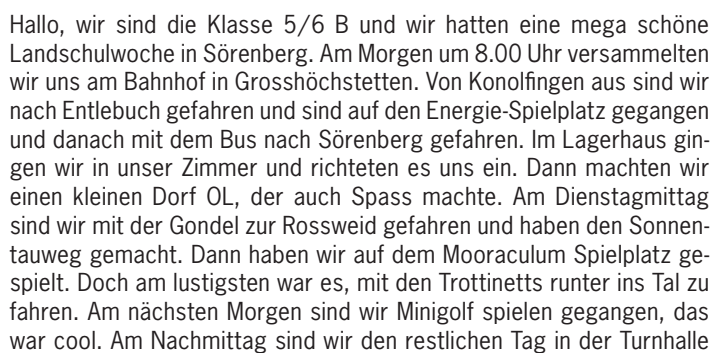 Hallo, wir sind die Klasse 5/6 B und wir hatten eine mega schöne
Landschulwoche in Sörenberg. Am Morgen um 8.00 Uhr versammelten
wir uns am Bahnhof in Grosshöchstetten. Von Konolfingen aus sind wir
nach Entlebuch gefahren und sind auf den Energie-Spielplatz gegangen
und danach mit dem Bus nach Sörenberg gefahren. Im Lagerhaus gin-
gen wir in unser Zimmer und richteten es uns ein. Dann machten wir
einen kleinen Dorf OL, der auch Spass machte. Am Dienstagmittag
sind wir mit der Gondel zur Rossweid gefahren und haben den Sonnen-
tauweg gemacht. Dann haben wir auf dem Mooraculum Spielplatz ge-
spielt. Doch am lustigsten war es, mit den Trottinetts runter ins Tal zu
fahren. Am nächsten Morgen sind wir Minigolf spielen gegangen, das
war cool. Am Nachmittag sind wir den restlichen Tag in der Turnhalle